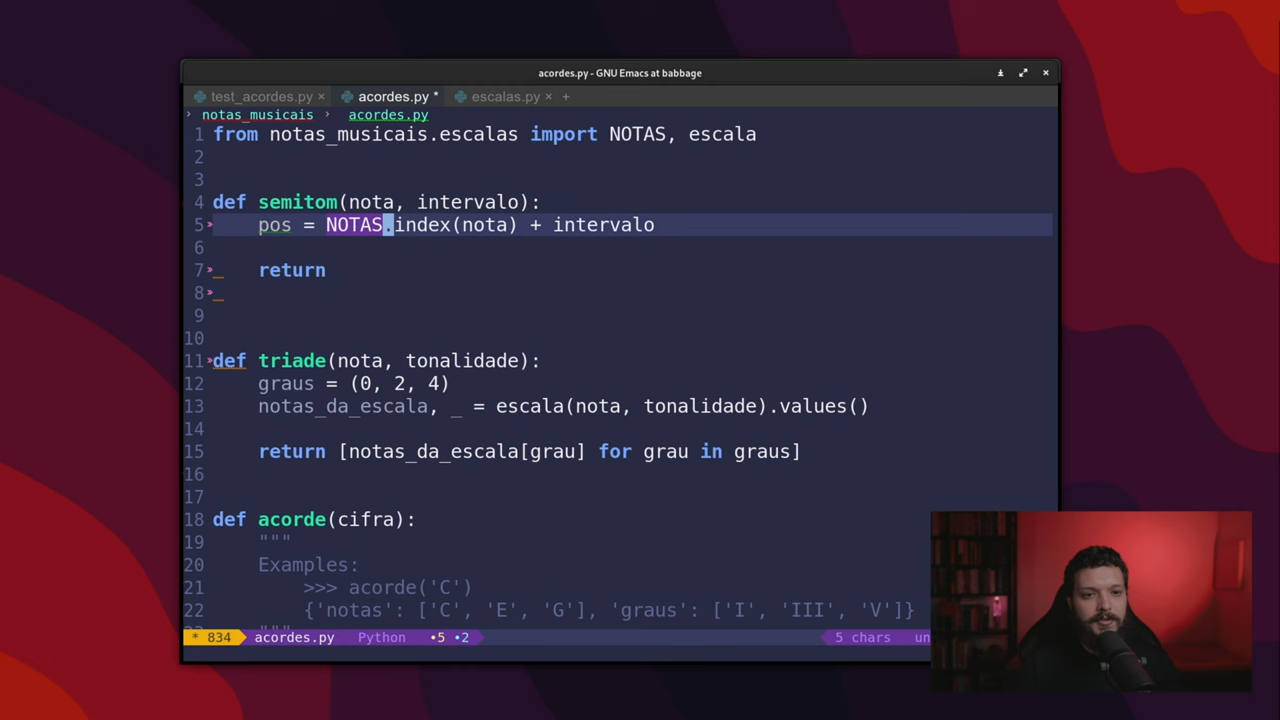 acordes.py - GNU Emacs at babbage
test_acordes.py × acordes.py * escalas.py × +
› notas_musicais › acordes.py
1 from notas_musicais.escalas import NOTAS, escala
2
3
4 def semitom(nota, intervalo):
5 pos = NOTAS.index(nota) + intervalo
6
7 _ return
8 _
9
10
11 def triade(nota, tonalidade):
12 graus = (0, 2, 4)
13 notas_da_escala, _ = escala(nota, tonalidade).values()
14
15 return [notas_da_escala[grau] for grau in graus]
16
17
18 def acorde(cifra):
19 """
20 Examples:
21 >>> acorde('C')
22 {'notas': ['C', 'E', 'G'], 'graus': ['I', 'III', 'V']}
* 834 acordes.py Python •5 •2 5 chars